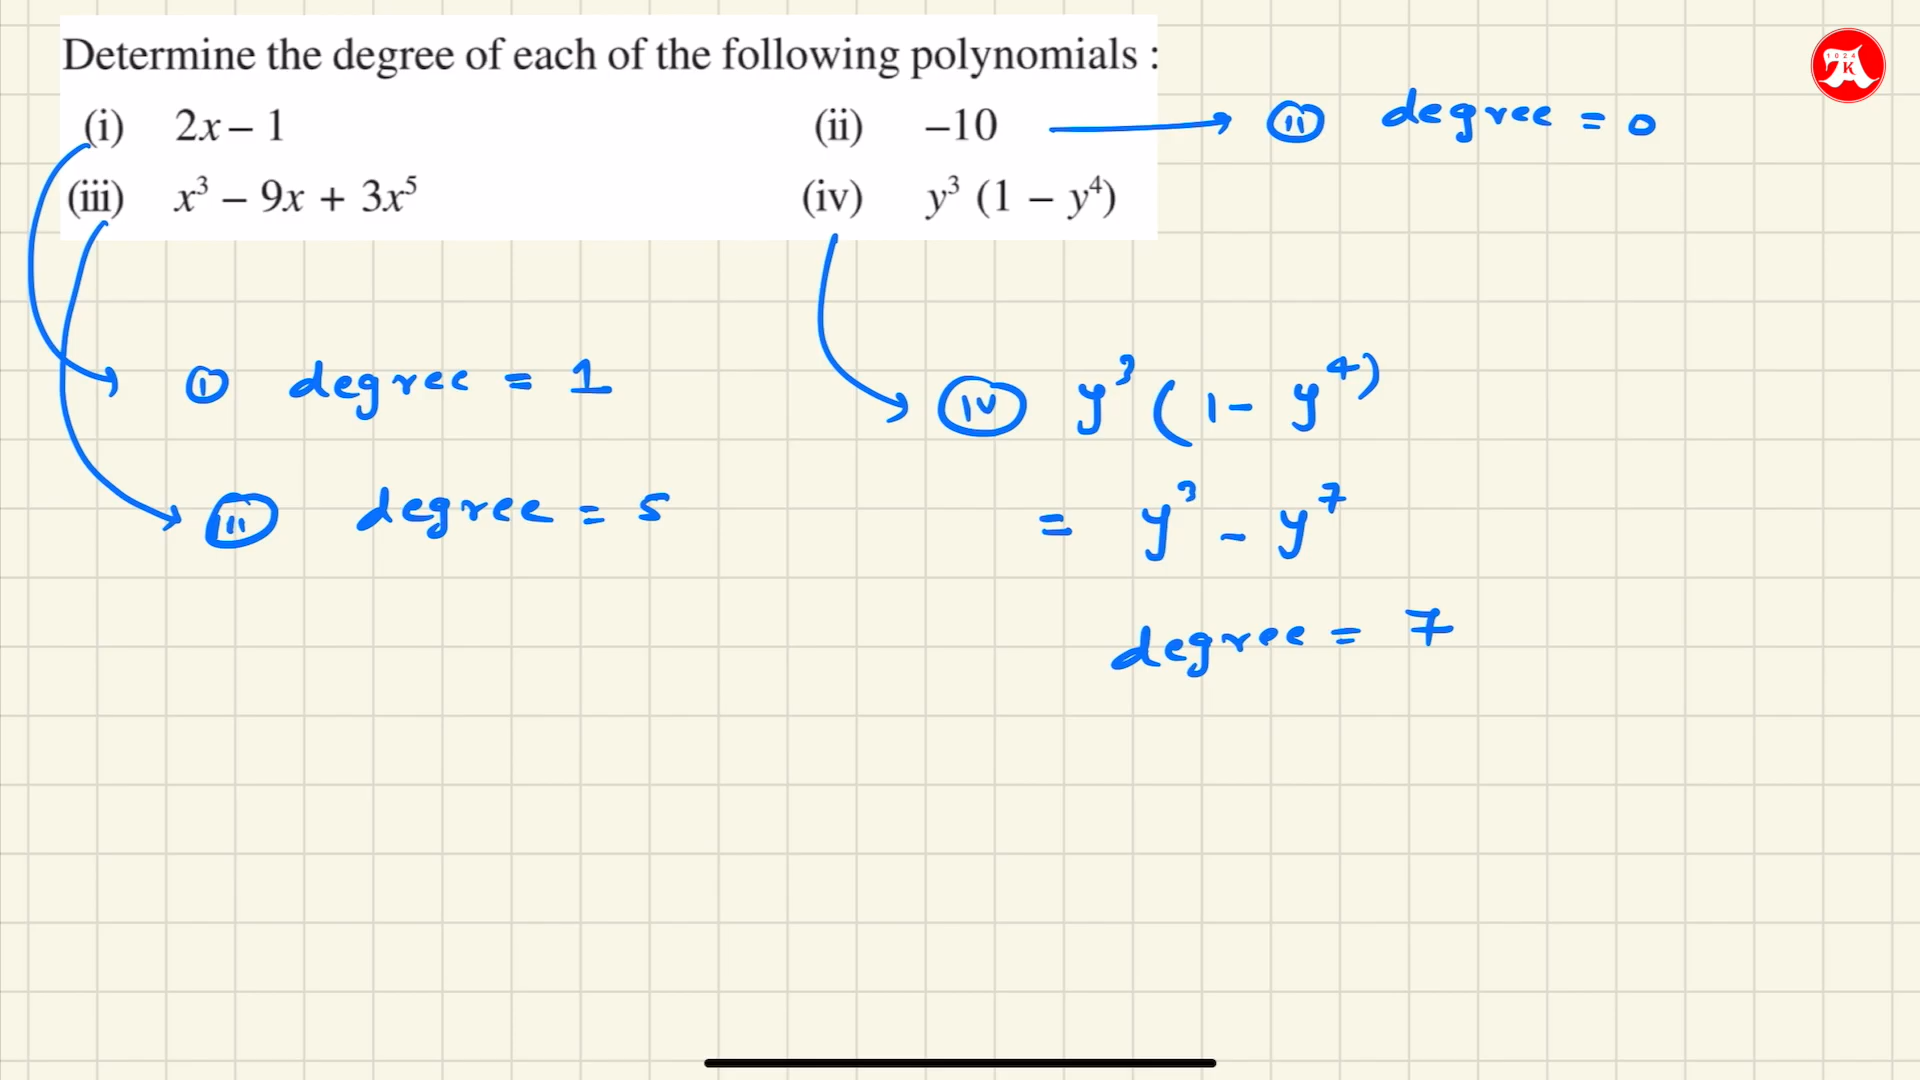 Determine the degree of each of the following polynomials :
(i) 2x – 1 (ii) –10 → (ii) degree = 0
(iii) x³ – 9x + 3x⁵ (iv) y³ (1 – y⁴)
(i) degree = 1
(iii) degree = 5
(iv) y³(1 - y⁴)
= y³ - y⁷
degree = 7
1024
K